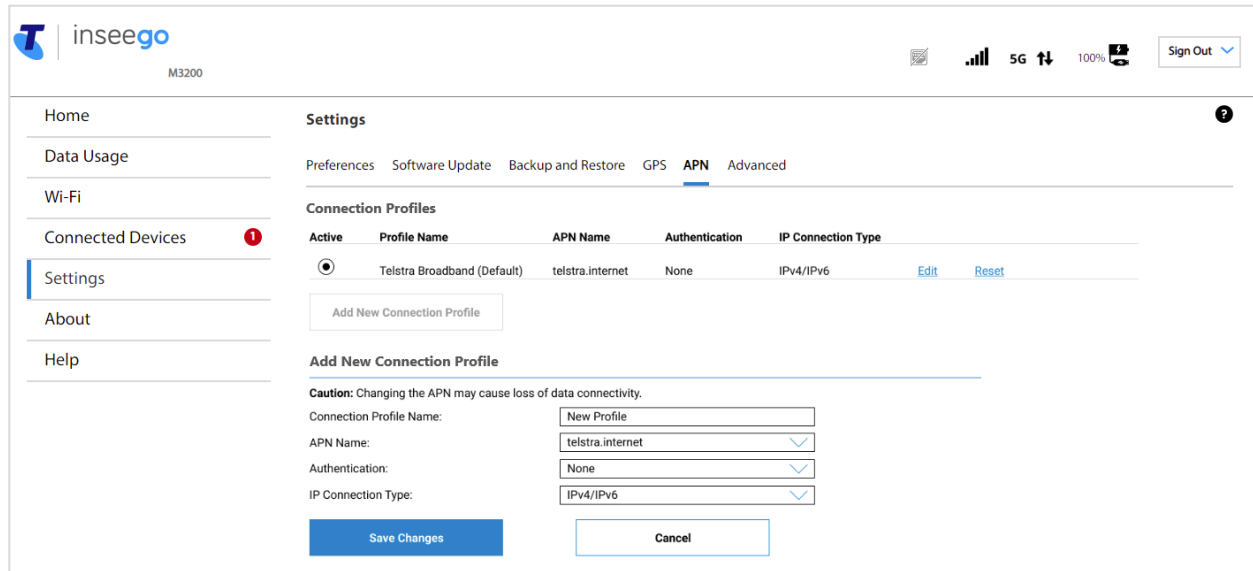 inseego
M3200
5G
100%
Sign Out
Home
Data Usage
Wi-Fi
Connected Devices 1
Settings
About
Help
Settings
?
Preferences Software Update Backup and Restore GPS APN Advanced
Connection Profiles
Active Profile Name APN Name Authentication IP Connection Type
Telstra Broadband (Default) telstra.internet None IPv4/IPv6 Edit Reset
Add New Connection Profile
Add New Connection Profile
Caution: Changing the APN may cause loss of data connectivity.
Connection Profile Name: New Profile
APN Name: telstra.internet
Authentication: None
IP Connection Type: IPv4/IPv6
Save Changes Cancel